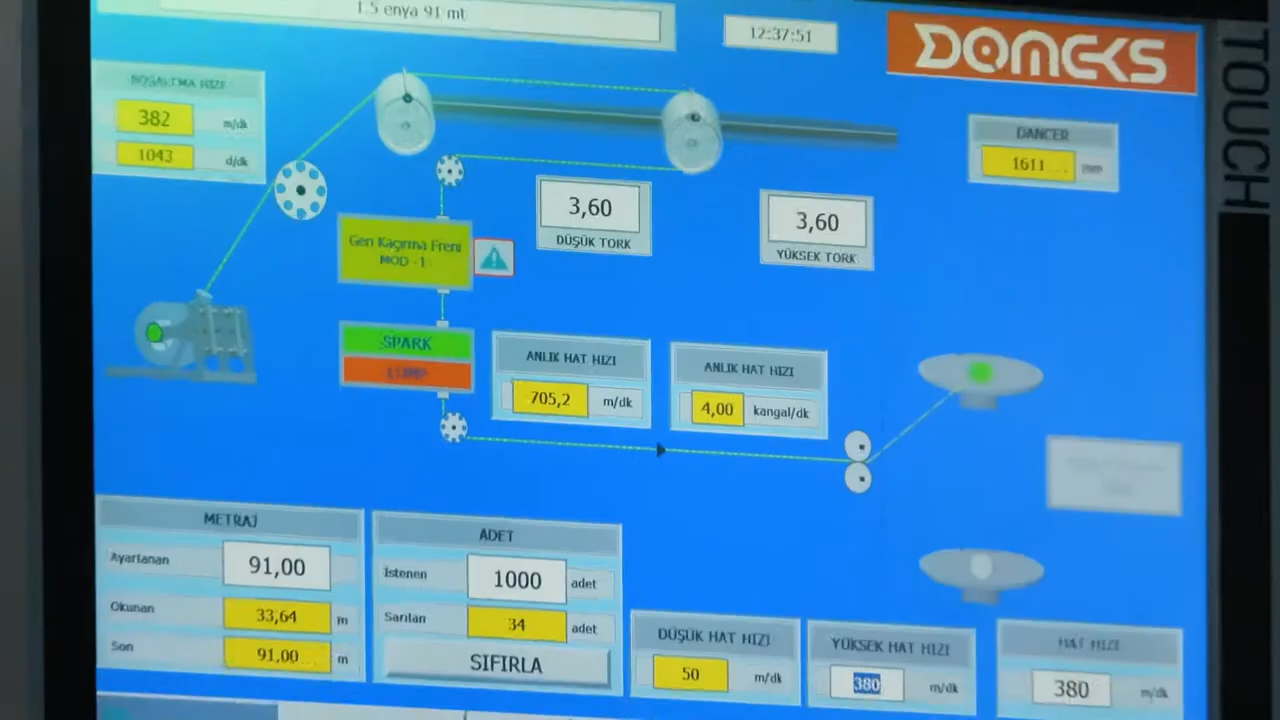 1.5 enya 91 mt
12:37:51
DOMEKS
TOUCH
BOŞALTMA HIZI
382 m/dk
1043 d/dk
DANCER
1611 mm
3,60
DÜŞÜK TORK
3,60
YÜKSEK TORK
Geri Kaçırma Freni
MOD - 1
SPARK
LUMP
ANLIK HAT HIZI
705,2 m/dk
ANLIK HAT HIZI
4,00 kangal/dk
METRAJ
Ayarlanan 91,00
Okunan 33,64 m
Son 91,00 m
ADET
İstenen 1000 adet
Sarılan 34 adet
SIFIRLA
DÜŞÜK HAT HIZI
50 m/dk
YÜKSEK HAT HIZI
380 m/dk
HAT HIZI
380 m/dk